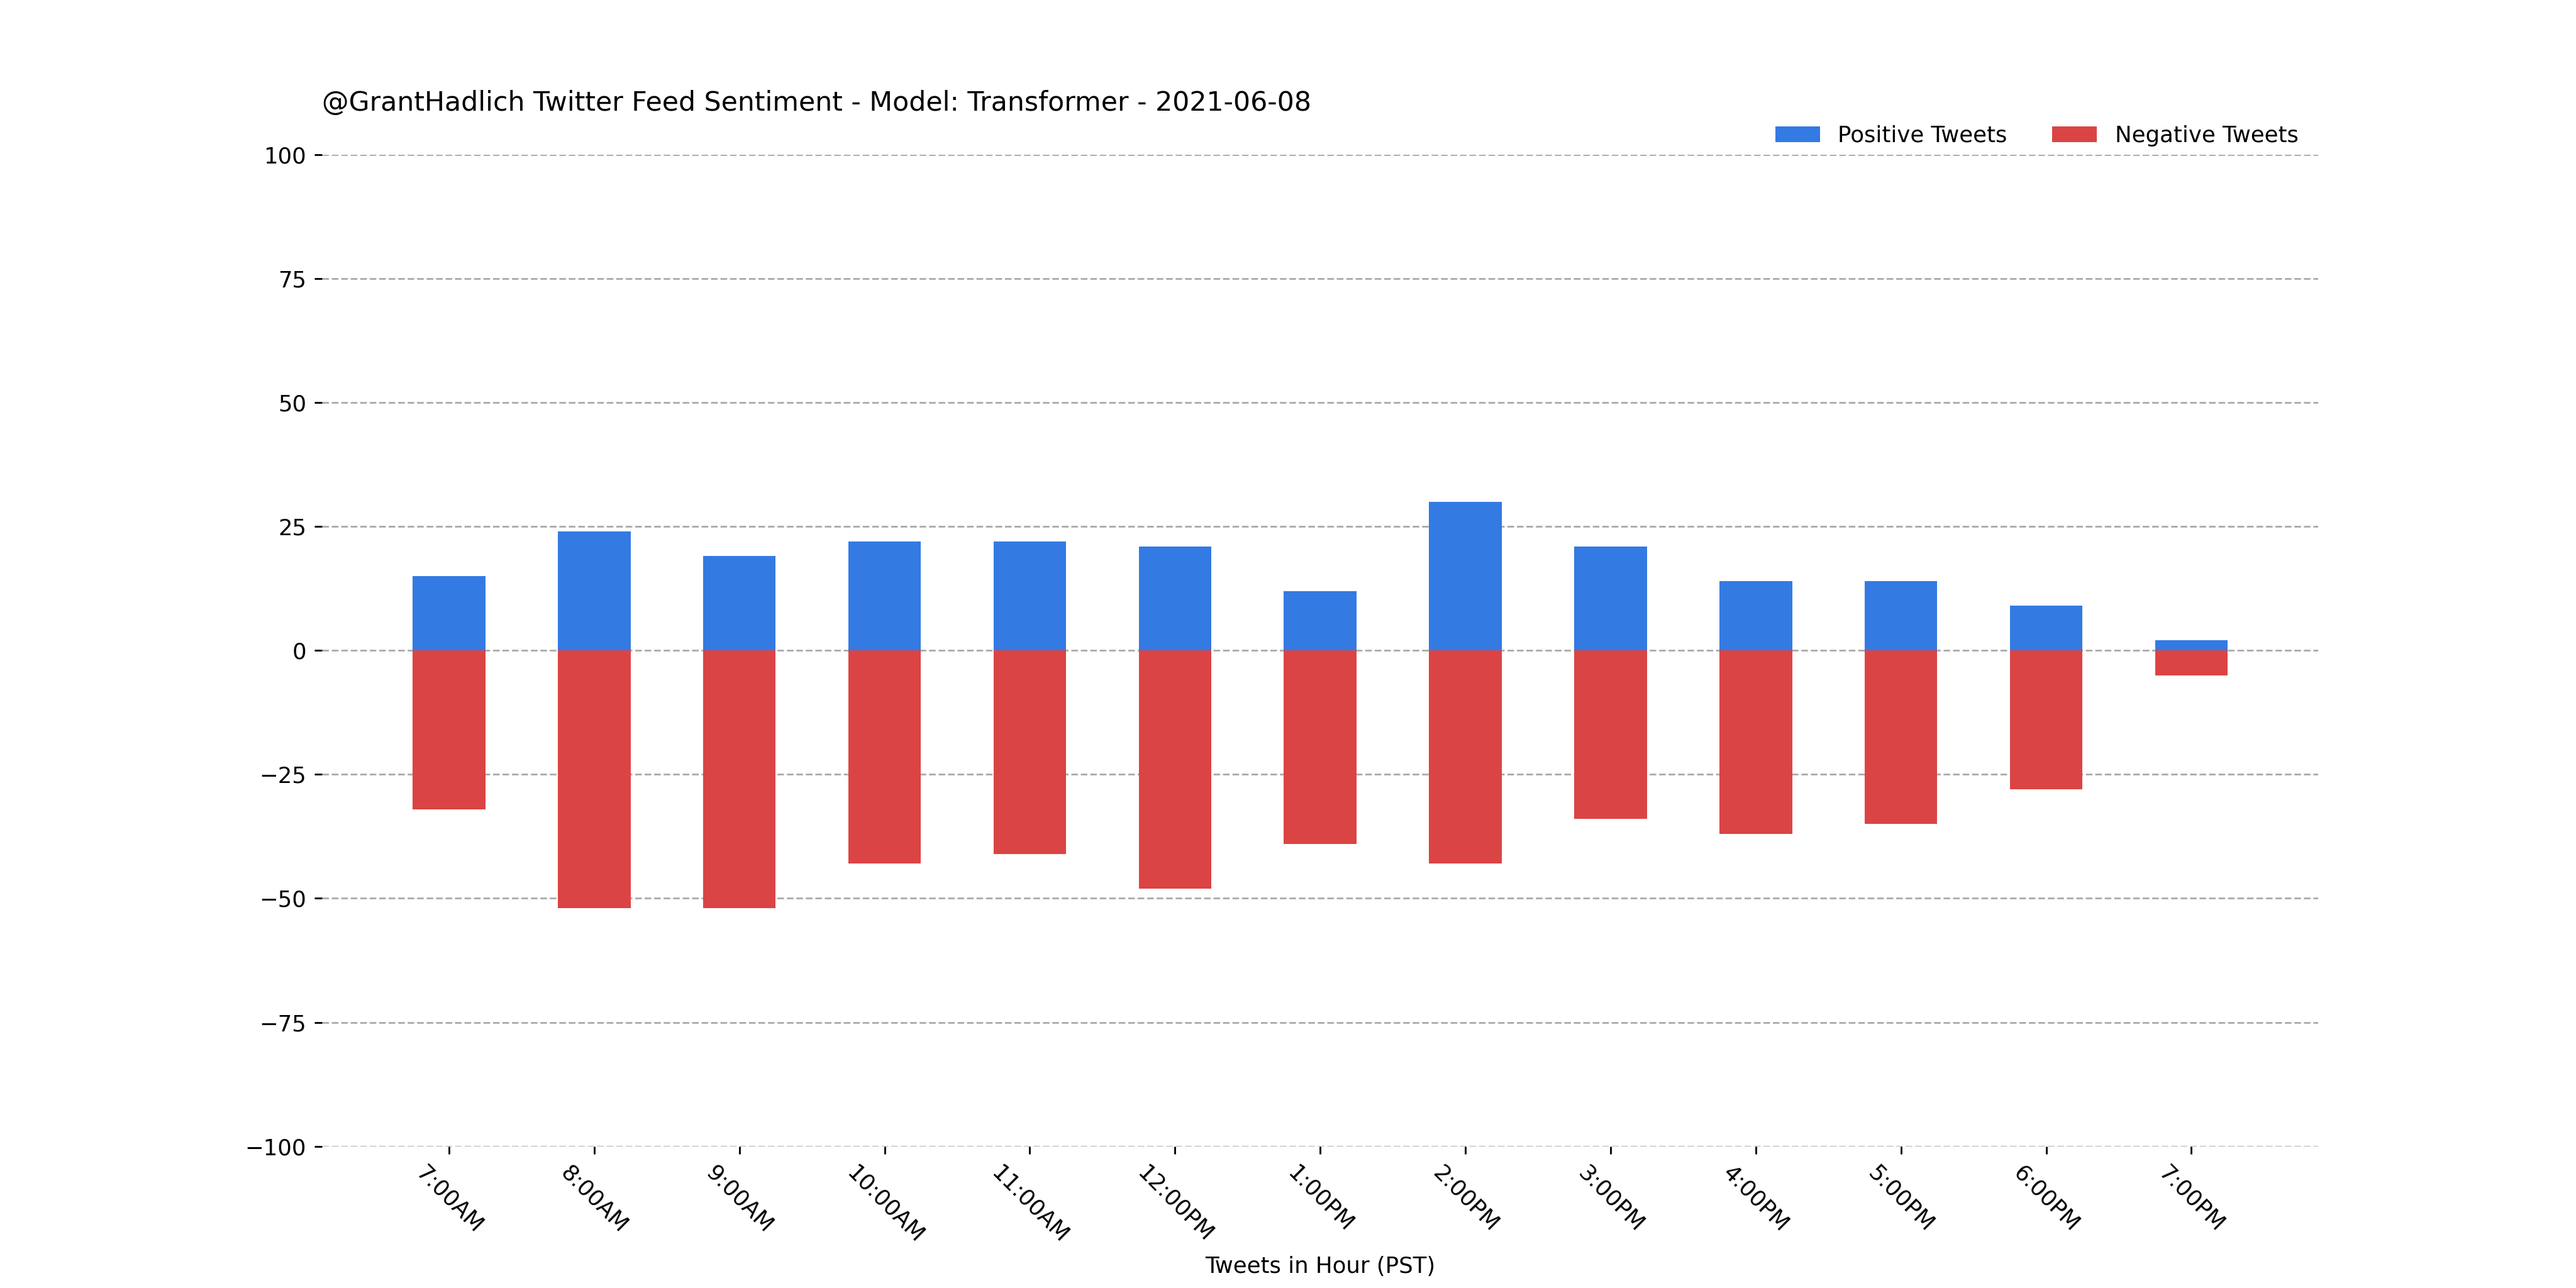 @GrantHadlich Twitter Feed Sentiment - Model: Transformer - 2021-06-08
Positive Tweets
Negative Tweets
100
75
50
25
0
−25
−50
−75
−100
7:00AM
8:00AM
9:00AM
10:00AM
11:00AM
12:00PM
1:00PM
2:00PM
3:00PM
4:00PM
5:00PM
6:00PM
7:00PM
Tweets in Hour (PST)